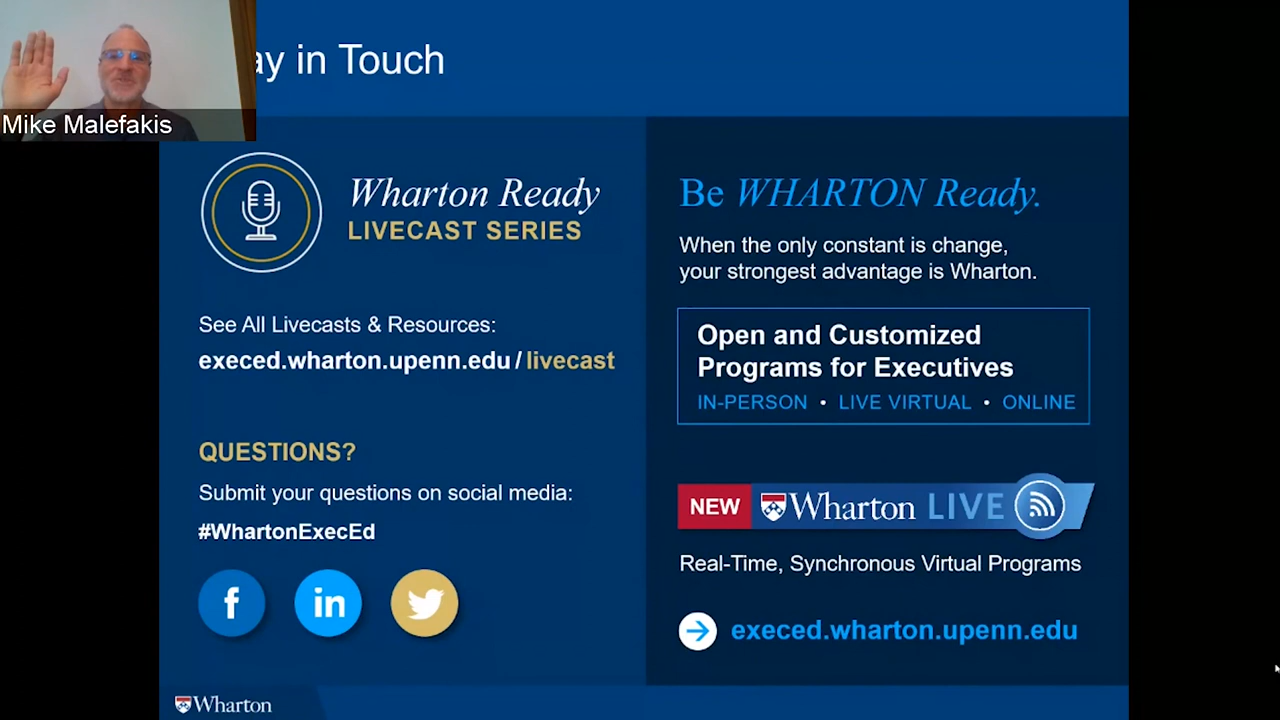 ay in Touch
Mike Malefakis
Wharton Ready
LIVECAST SERIES
See All Livecasts & Resources:
execed.wharton.upenn.edu/livecast
QUESTIONS?
Submit your questions on social media:
#WhartonExecEd
f
in
Be WHARTON Ready.
When the only constant is change,
your strongest advantage is Wharton.
Open and Customized
Programs for Executives
IN-PERSON • LIVE VIRTUAL • ONLINE
NEW Wharton LIVE
Real-Time, Synchronous Virtual Programs
execed.wharton.upenn.edu
Wharton